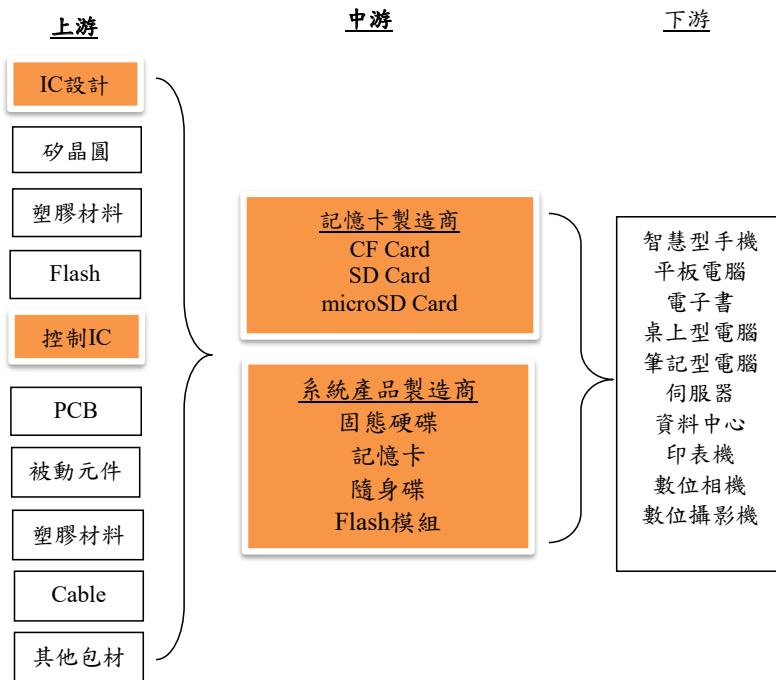 上游
中游
下游
IC設計
矽晶圓
塑膠材料
Flash
控制IC
PCB
被動元件
塑膠材料
Cable
其他包材
記憶卡製造商
CF Card
SD Card
microSD Card
系統產品製造商
固態硬碟
記憶卡
隨身碟
Flash模組
智慧型手機
平板電腦
電子書
桌上型電腦
筆記型電腦
伺服器
資料中心
印表機
數位相機
數位攝影機